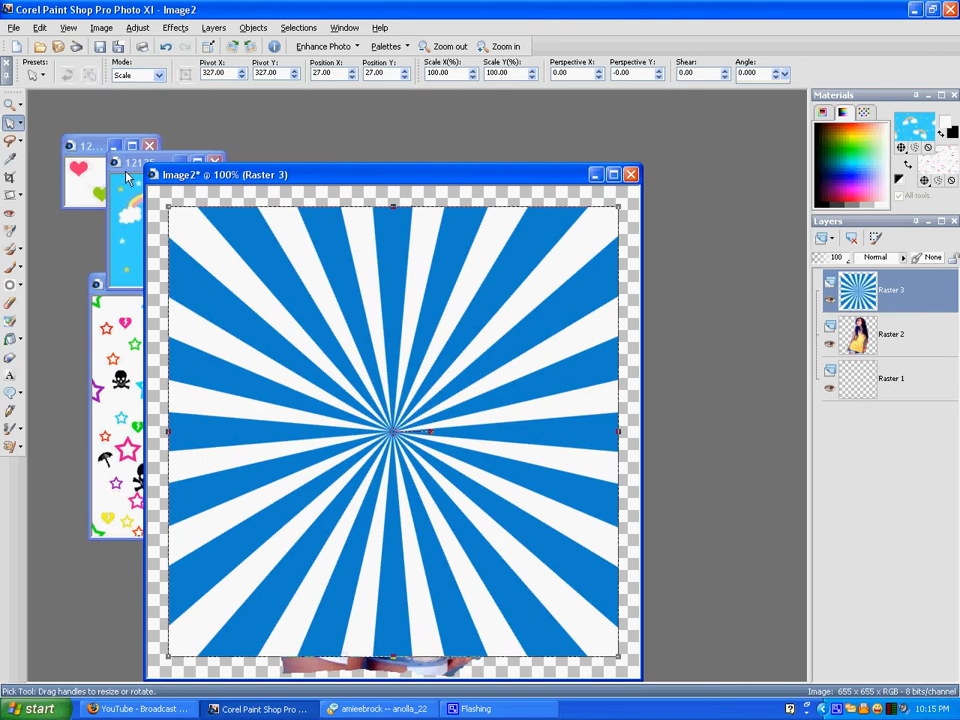 Corel Paint Shop Pro Photo XI - Image2
File Edit View Image Adjust Effects Layers Objects Selections Window Help
Enhance Photo Palettes Zoom out Zoom in
Presets: Mode: Pivot X: Pivot Y: Position X: Position Y: Scale X(%): Scale Y(%): Perspective X: Perspective Y: Shear: Angle:
Scale 327.00 327.00 27.00 27.00 100.00 100.00 0.00 -0.00 0.00 0.000
Materials
12...
Image2* @ 100% (Raster 3)
All tools
Layers
100 Normal None
Raster 3
Raster 2
Raster 1
Pick Tool: Drag handles to resize or rotate.
Image: 655 x 655 x RGB - 8 bits/channel
start YouTube - Broadcast ... Corel Paint Shop Pro ... amieebrock -- anolla_22 Flashing 10:15 PM